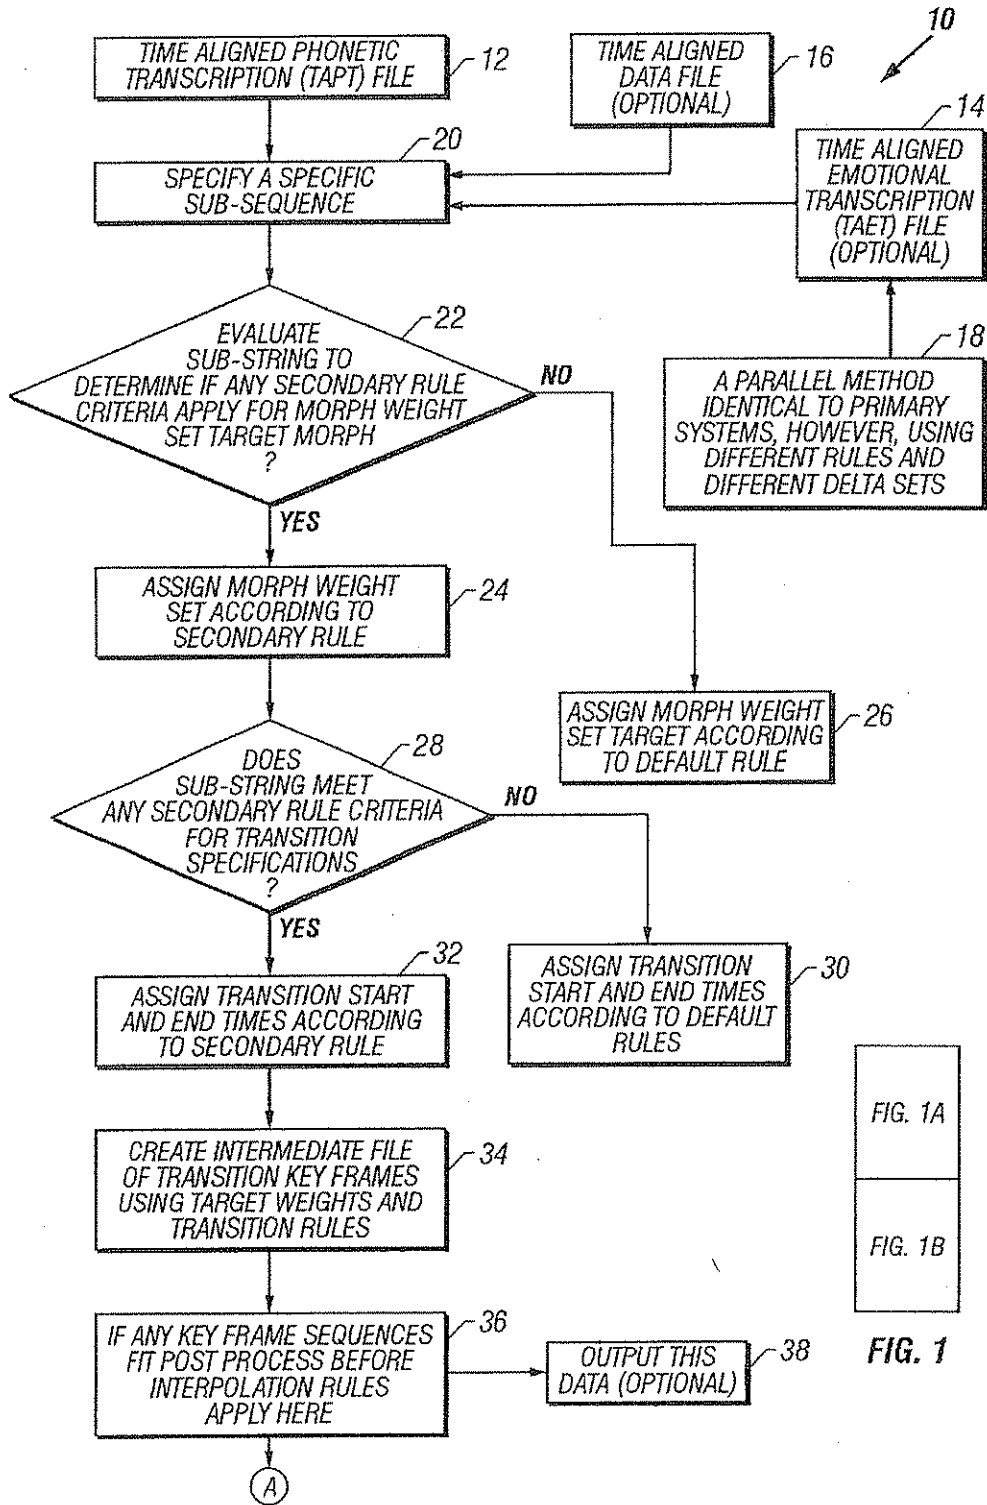 10
TIME ALIGNED PHONETIC
TRANSCRIPTION (TAPT) FILE
12
TIME ALIGNED
DATA FILE
(OPTIONAL)
16
14
TIME ALIGNED
EMOTIONAL
TRANSCRIPTION
(TAET) FILE
(OPTIONAL)
20
SPECIFY A SPECIFIC
SUB-SEQUENCE
22
EVALUATE
SUB-STRING TO
DETERMINE IF ANY SECONDARY RULE
CRITERIA APPLY FOR MORPH WEIGHT
SET TARGET MORPH
?
NO
YES
18
A PARALLEL METHOD
IDENTICAL TO PRIMARY
SYSTEMS, HOWEVER, USING
DIFFERENT RULES AND
DIFFERENT DELTA SETS
ASSIGN MORPH WEIGHT
SET ACCORDING TO
SECONDARY RULE
24
ASSIGN MORPH WEIGHT
SET TARGET ACCORDING
TO DEFAULT RULE
26
28
DOES
SUB-STRING MEET
ANY SECONDARY RULE CRITERIA
FOR TRANSITION
SPECIFICATIONS
?
NO
YES
32
ASSIGN TRANSITION START
AND END TIMES ACCORDING
TO SECONDARY RULE
ASSIGN TRANSITION
START AND END TIMES
ACCORDING TO DEFAULT
RULES
30
CREATE INTERMEDIATE FILE
OF TRANSITION KEY FRAMES
USING TARGET WEIGHTS AND
TRANSITION RULES
34
IF ANY KEY FRAME SEQUENCES
FIT POST PROCESS BEFORE
INTERPOLATION RULES
APPLY HERE
36
OUTPUT THIS
DATA (OPTIONAL)
38
A
FIG. 1A
FIG. 1B
FIG. 1